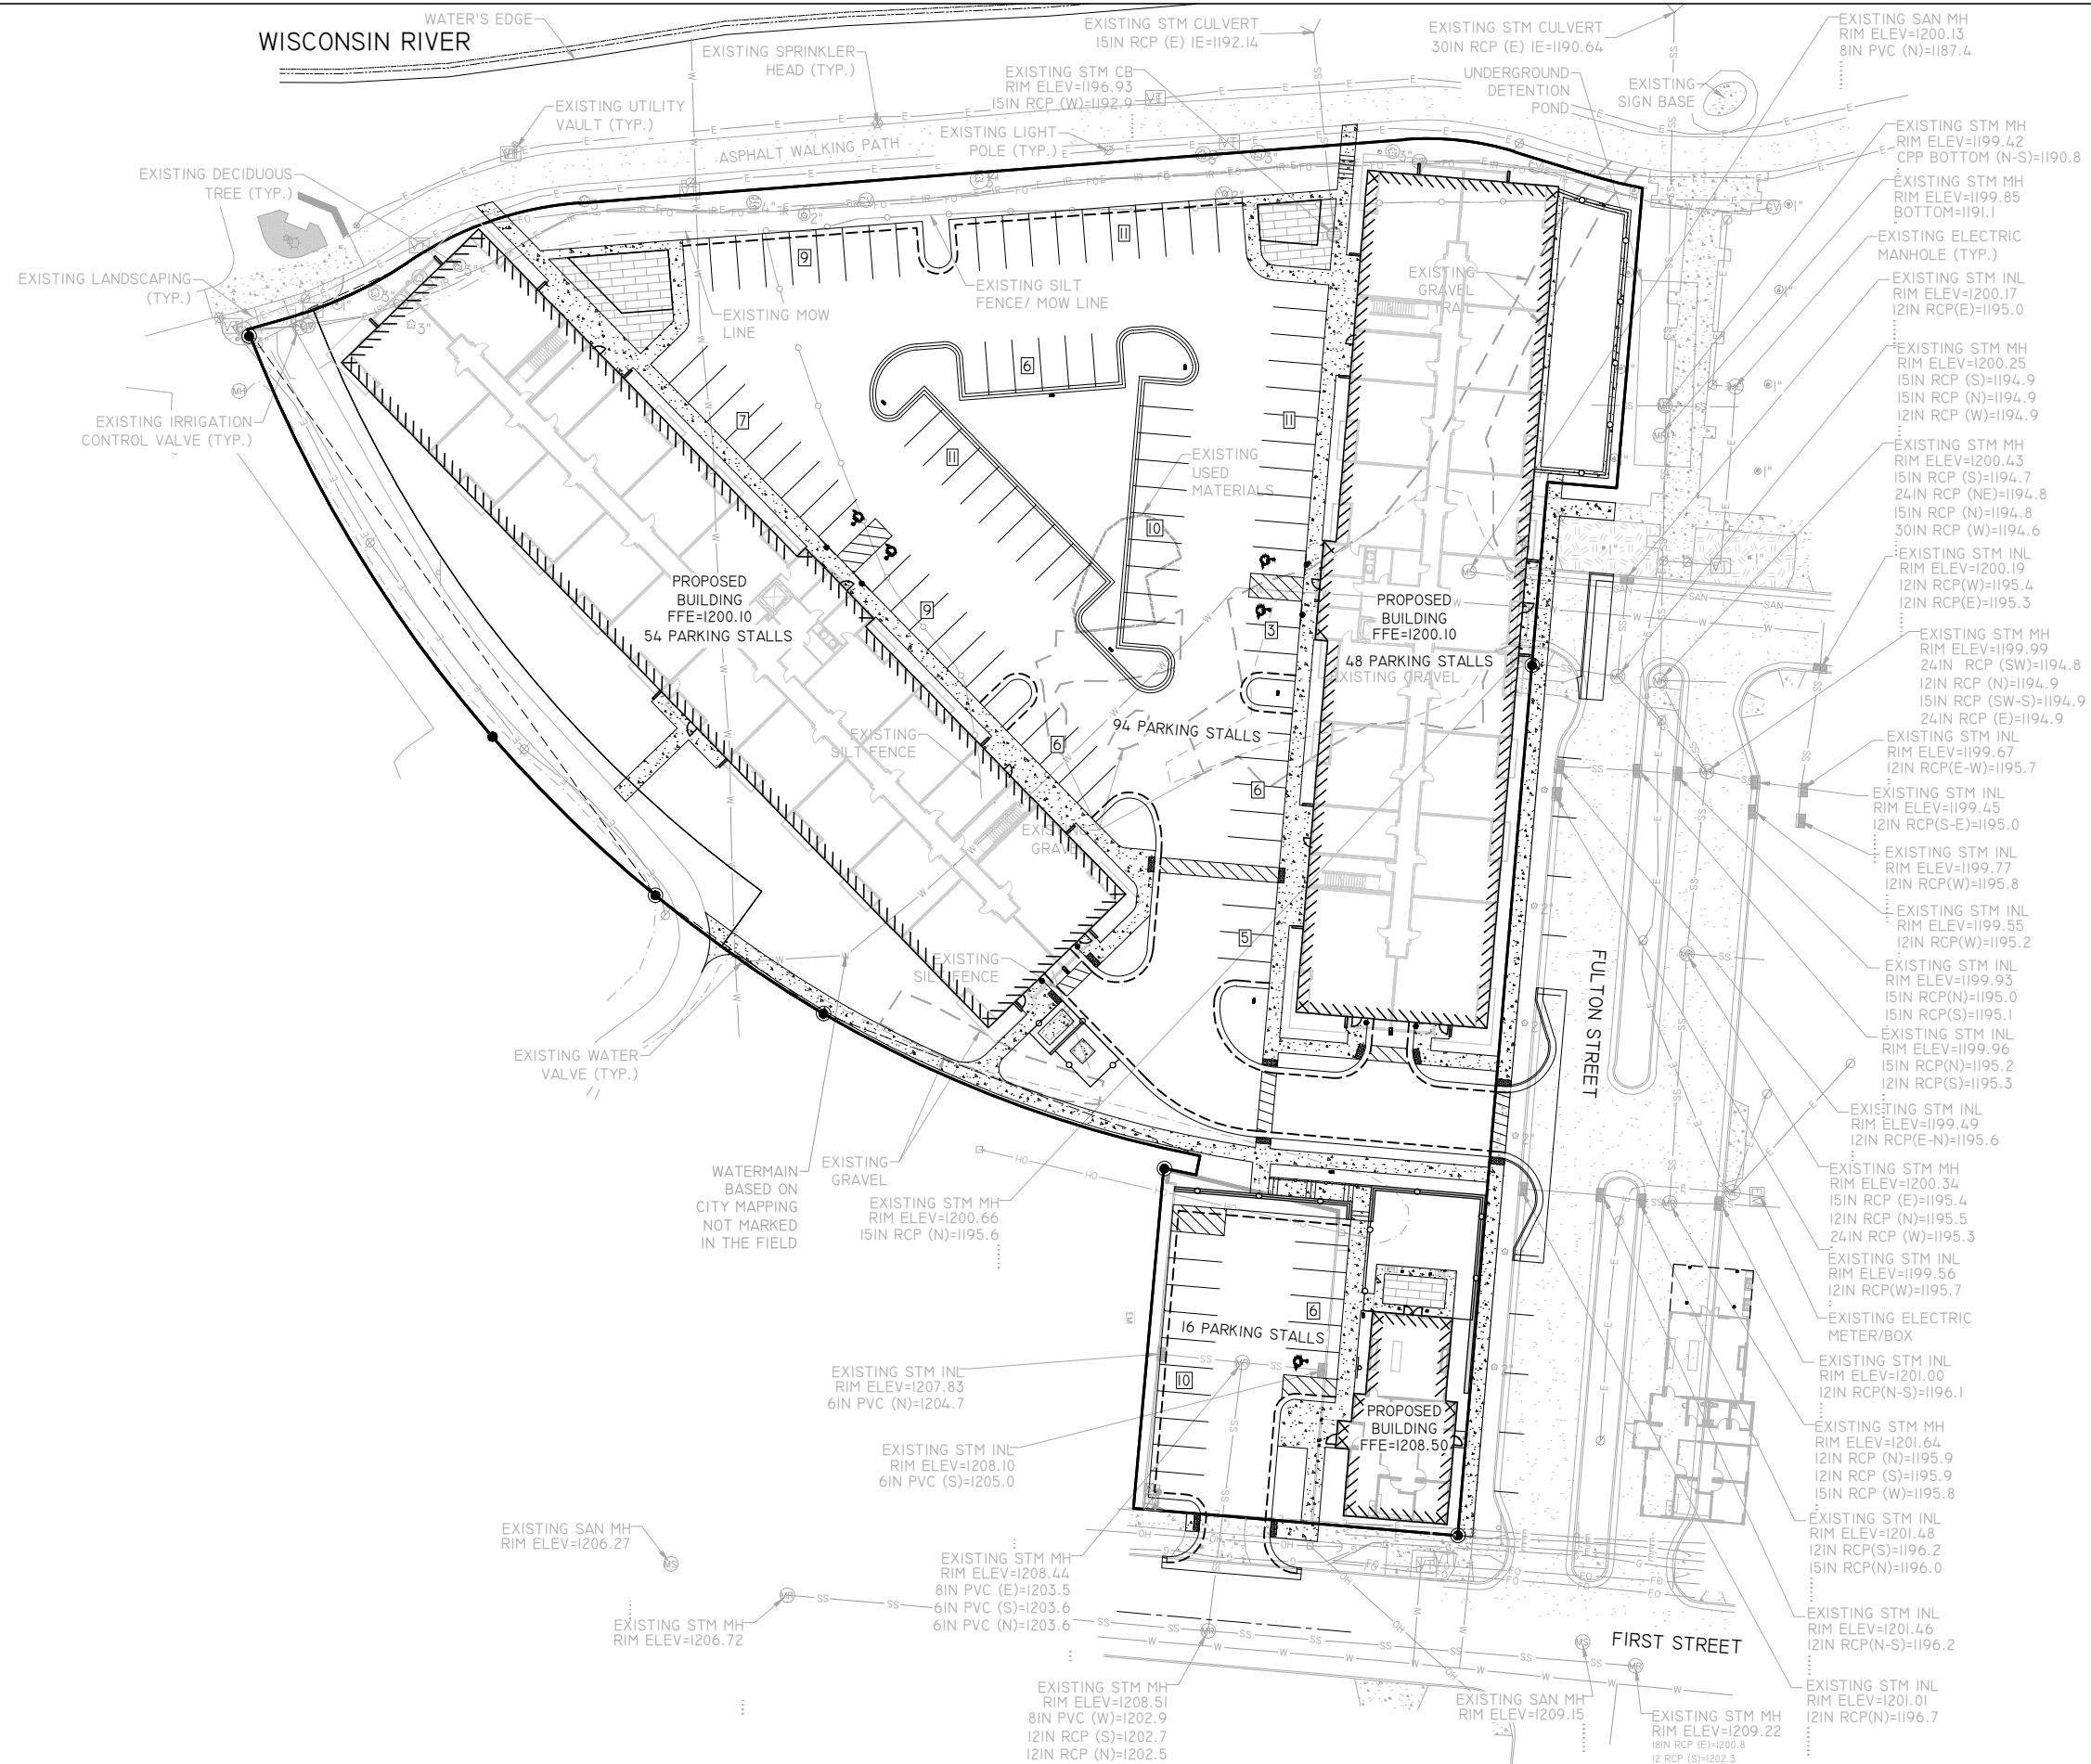 WATER'S EDGE
WISCONSIN RIVER
EXISTING SPRINKLER
HEAD (TYP.)
EXISTING STM CULVERT
15IN RCP (E) IE=1192.14
EXISTING STM CULVERT
30IN RCP (E) IE=1190.64
EXISTING SAN MH
RIM ELEV=1200.13
8IN PVC (N)=1187.4
EXISTING STM CB
RIM ELEV=1196.93
15IN RCP (W)=1192.9
UNDERGROUND
DETENTION
POND
EXISTING
SIGN BASE
EXISTING UTILITY
VAULT (TYP.)
EXISTING LIGHT
POLE (TYP.)
ASPHALT WALKING PATH
EXISTING DECIDUOUS
TREE (TYP.)
EXISTING LANDSCAPING
(TYP.)
EXISTING IRRIGATION
CONTROL VALVE (TYP.)
EXISTING MOW
LINE
EXISTING SILT
FENCE/ MOW LINE
EXISTING
GRAVEL
TRAIL
EXISTING
USED
MATERIALS
9
11
6
7
11
11
10
9
3
6
6
5
PROPOSED
BUILDING
FFE=1200.10
54 PARKING STALLS
PROPOSED
BUILDING
FFE=1200.10
48 PARKING STALLS
EXISTING GRAVEL
94 PARKING STALLS
EXISTING
SILT FENCE
EXISTING
GRAVEL
EXISTING
SILT FENCE
FULTON STREET
EXISTING WATER
VALVE (TYP.)
WATERMAIN
BASED ON
CITY MAPPING
NOT MARKED
IN THE FIELD
EXISTING
GRAVEL
EXISTING STM MH
RIM ELEV=1200.66
15IN RCP (N)=1195.6
6
16 PARKING STALLS
10
PROPOSED
BUILDING
FFE=1208.50
EXISTING STM INL
RIM ELEV=1207.83
6IN PVC (N)=1204.7
EXISTING STM INL
RIM ELEV=1208.10
6IN PVC (S)=1205.0
EXISTING SAN MH
RIM ELEV=1206.27
EXISTING STM MH
RIM ELEV=1206.72
EXISTING STM MH
RIM ELEV=1208.44
8IN PVC (E)=1203.5
6IN PVC (S)=1203.6
6IN PVC (N)=1203.6
EXISTING STM MH
RIM ELEV=1208.51
8IN PVC (W)=1202.9
12IN RCP (S)=1202.7
12IN RCP (N)=1202.5
FIRST STREET
EXISTING SAN MH
RIM ELEV=1209.15
EXISTING STM MH
RIM ELEV=1209.22
18IN RCP (E)=1200.8
12 RCP (S)=1202.3
EXISTING STM MH
RIM ELEV=1199.42
CPP BOTTOM (N-S)=1190.8
EXISTING STM MH
RIM ELEV=1199.85
BOTTOM=1191.1
EXISTING ELECTRIC
MANHOLE (TYP.)
EXISTING STM INL
RIM ELEV=1200.17
12IN RCP(E)=1195.0
EXISTING STM MH
RIM ELEV=1200.25
15IN RCP (S)=1194.9
15IN RCP (N)=1194.9
12IN RCP (W)=1194.9
EXISTING STM MH
RIM ELEV=1200.43
15IN RCP (S)=1194.7
24IN RCP (NE)=1194.8
15IN RCP (N)=1194.8
30IN RCP (W)=1194.6
EXISTING STM INL
RIM ELEV=1200.19
12IN RCP(W)=1195.4
12IN RCP(E)=1195.3
EXISTING STM MH
RIM ELEV=1199.99
24IN RCP (SW)=1194.8
12IN RCP (N)=1194.9
15IN RCP (SW-S)=1194.9
24IN RCP (E)=1194.9
EXISTING STM INL
RIM ELEV=1199.67
12IN RCP(E-W)=1195.7
EXISTING STM INL
RIM ELEV=1199.45
12IN RCP(S-E)=1195.0
EXISTING STM INL
RIM ELEV=1199.77
12IN RCP(W)=1195.8
EXISTING STM INL
RIM ELEV=1199.55
12IN RCP(W)=1195.2
EXISTING STM INL
RIM ELEV=1199.93
15IN RCP(N)=1195.0
15IN RCP(S)=1195.1
EXISTING STM INL
RIM ELEV=1199.96
15IN RCP(N)=1195.2
12IN RCP(S)=1195.3
EXISTING STM INL
RIM ELEV=1199.49
12IN RCP(E-N)=1195.6
EXISTING STM MH
RIM ELEV=1200.34
15IN RCP (E)=1195.4
12IN RCP (N)=1195.5
24IN RCP (W)=1195.3
EXISTING STM INL
RIM ELEV=1199.56
12IN RCP(W)=1195.7
EXISTING ELECTRIC
METER/BOX
EXISTING STM INL
RIM ELEV=1201.00
12IN RCP(N-S)=1196.1
EXISTING STM MH
RIM ELEV=1201.64
12IN RCP (N)=1195.9
12IN RCP (S)=1195.9
15IN RCP (W)=1195.8
EXISTING STM INL
RIM ELEV=1201.48
12IN RCP(S)=1196.2
15IN RCP(N)=1196.0
EXISTING STM INL
RIM ELEV=1201.46
12IN RCP(N-S)=1196.2
EXISTING STM INL
RIM ELEV=1201.01
12IN RCP(N)=1196.7